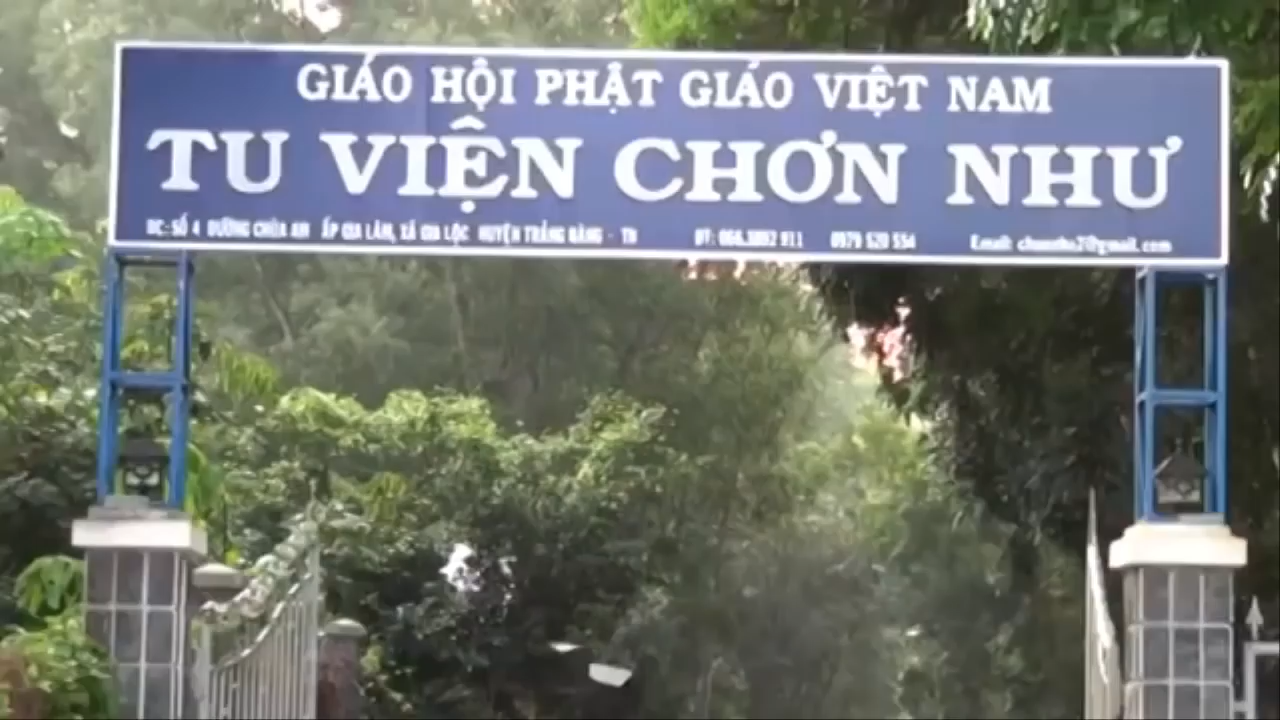 GIÁO HỘI PHẬT GIÁO VIỆT NAM
TU VIỆN CHƠN NHƯ
ĐC: SỐ 4 ĐƯỜNG CHÙA AM ẤP GIA LÂM, XÃ GIA LỘC HUYỆN TRẢNG BÀNG - TN ĐT: 066.3892 911 0979 520 554 Email: